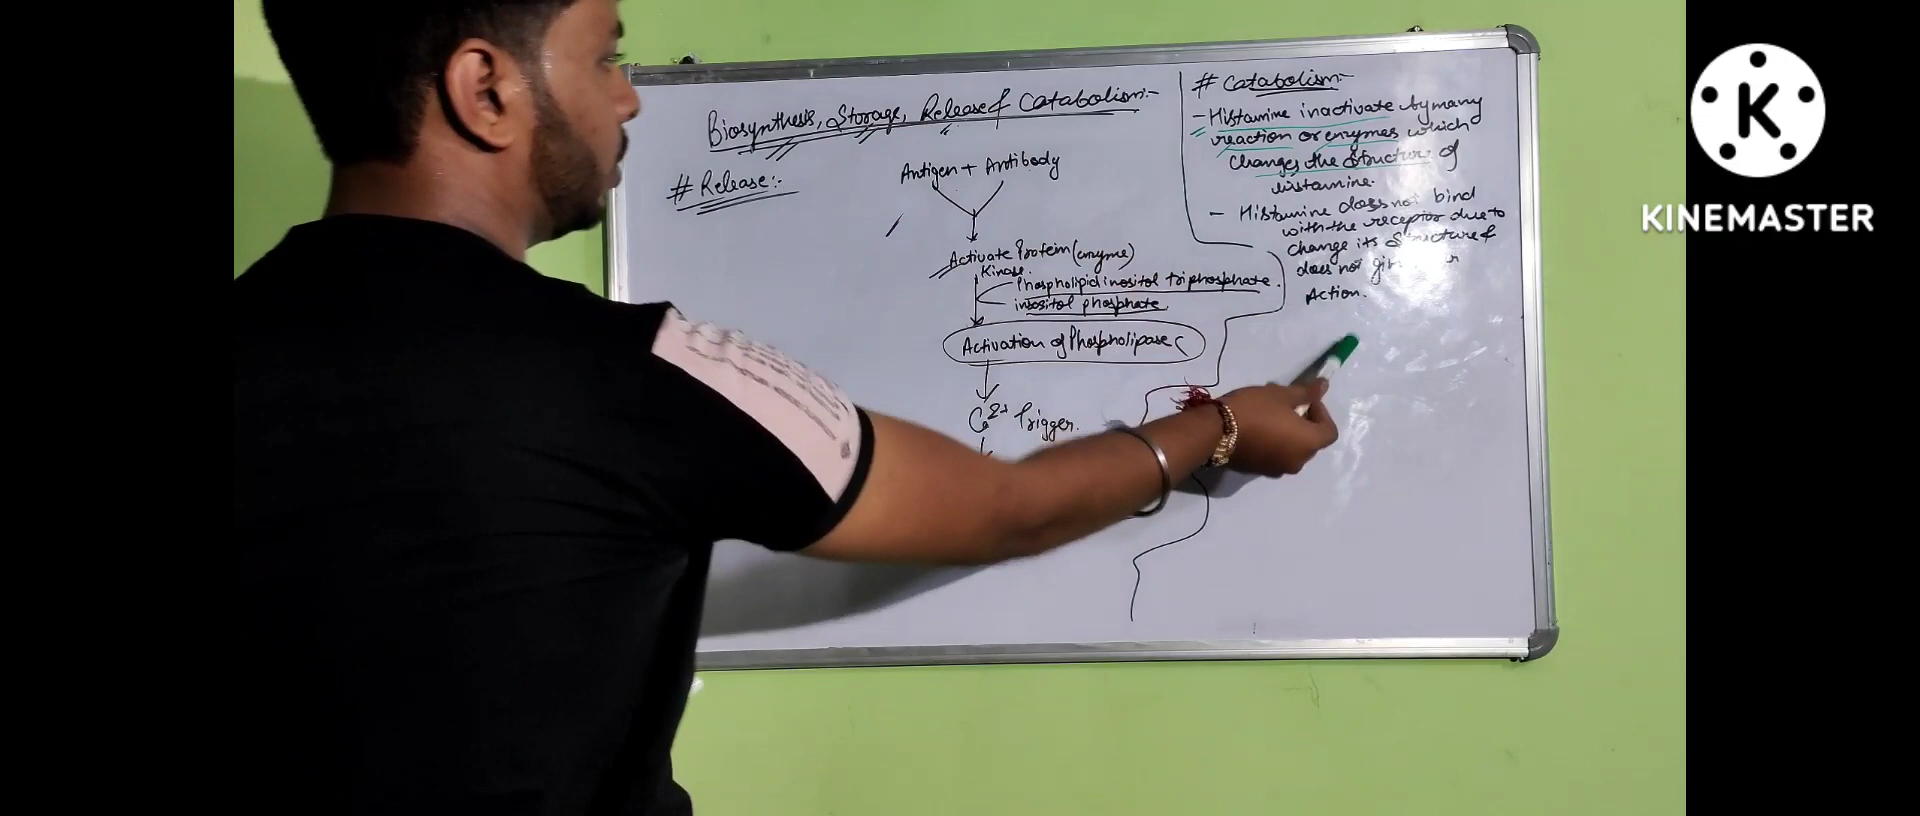 Biosynthesis, Storage, Release & Catabolism:-
# Release:-
Antigen + Antibody
Activate Protein (enzyme)
Kinase.
Phospholipid inositol triphosphate.
inositol phosphate
Activation of Phospholipase C
Ca2+ Trigger.
# Catabolism:-
- Histamine inactivate by many
reaction or enzymes which
changes the structure of
histamine.
- Histamine does not bind
with the receptor due to
change its structure &
does not
Action.
K
KINEMASTER